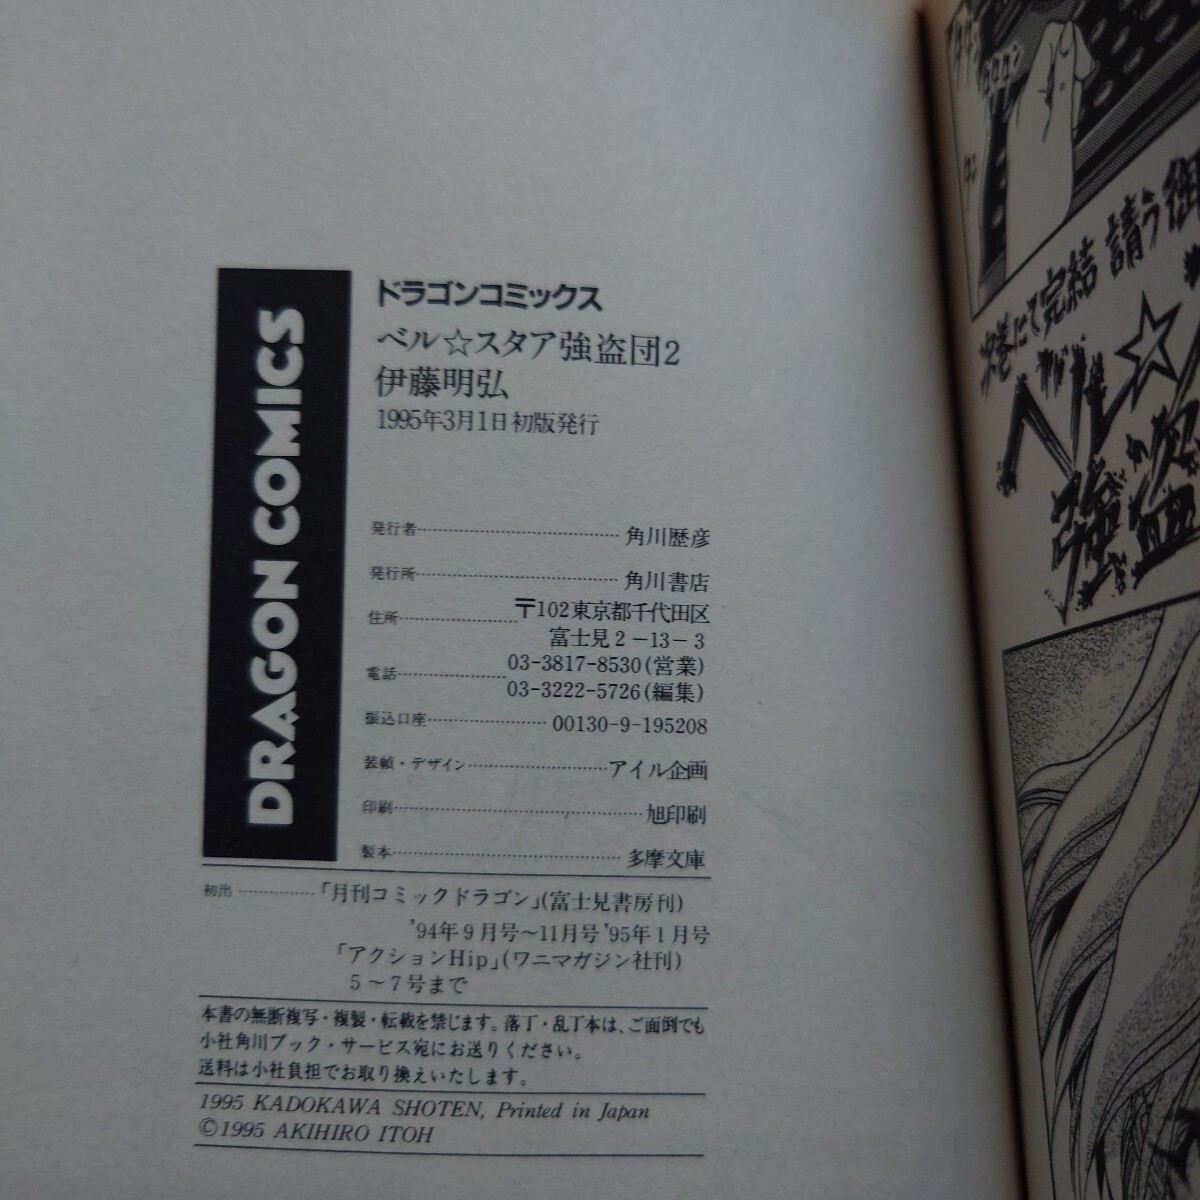 DRAGON COMICS
ドラゴンコミックス
ベル☆スタア強盗団2
伊藤明弘
1995年3月1日初版発行
発行者 角川歴彦
発行所 角川書店
住所 〒102東京都千代田区
富士見2-13-3
電話 03-3817-8530(営業)
03-3222-5726(編集)
振込口座 00130-9-195208
装幀・デザイン アイル企画
印刷 旭印刷
製本 多摩文庫
初出 「月刊コミックドラゴン」(富士見書房刊)
'94年9月号〜11月号'95年1月号
「アクションHip」(ワニマガジン社刊)
5〜7号まで
本書の無断複写・複製・転載を禁じます。落丁・乱丁本は、ご面倒でも
小社角川ブック・サービス宛にお送りください。
送料は小社負担でお取り換えいたします。
1995 KADOKAWA SHOTEN, Printed in Japan
©1995 AKIHIRO ITOH
ダダダン
次巻にて完結 請う御
ベル☆
強盗